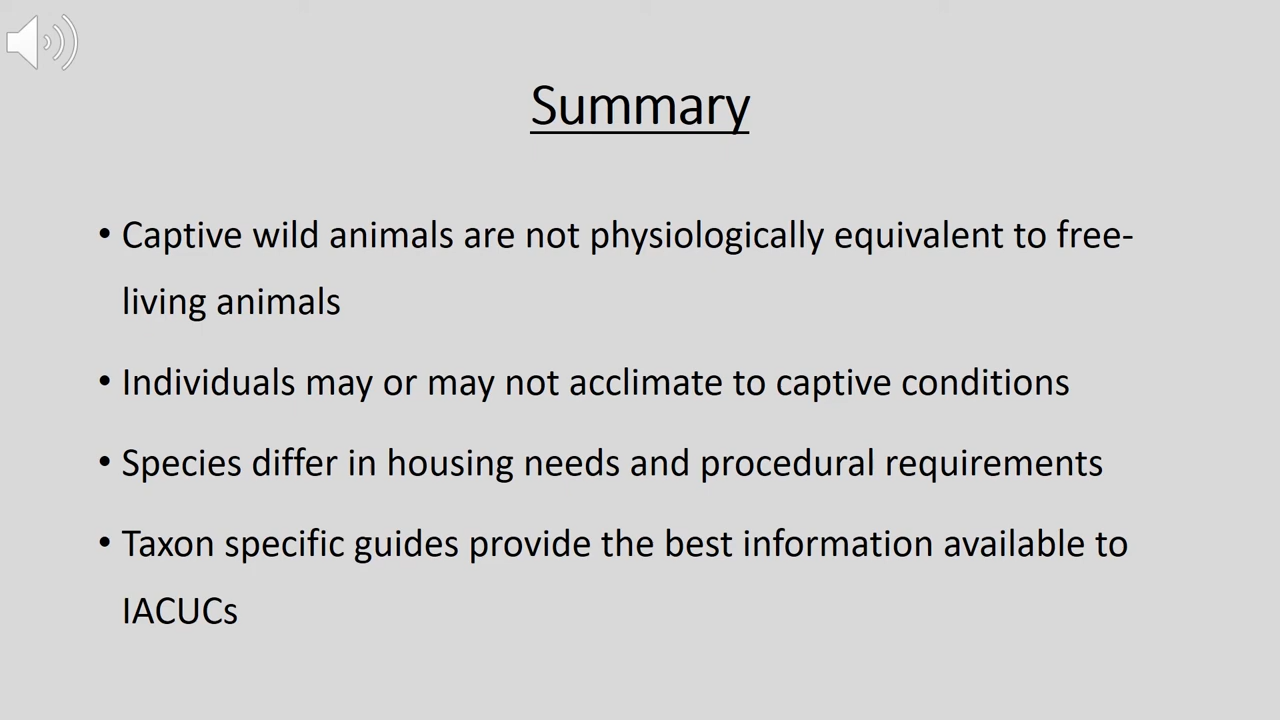 Summary
• Captive wild animals are not physiologically equivalent to free-
living animals
• Individuals may or may not acclimate to captive conditions
• Species differ in housing needs and procedural requirements
• Taxon specific guides provide the best information available to
IACUCs